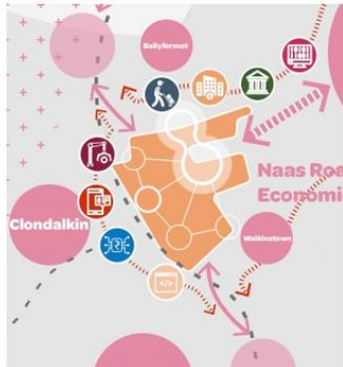 Ballyfermot
Naas Roa
Economi
Clondalkin
Walkinstown